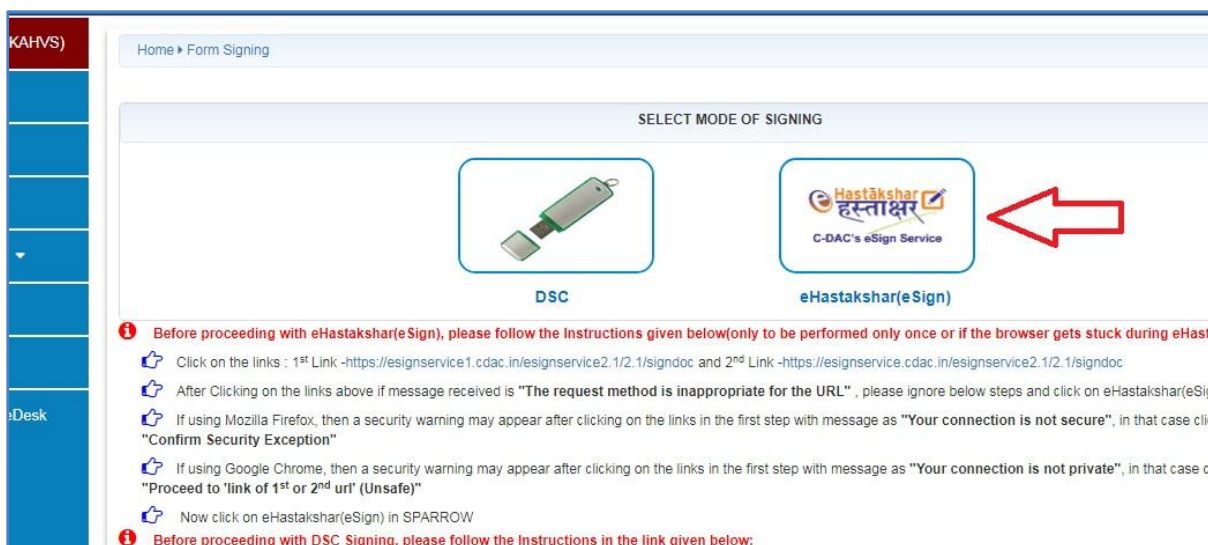 KAHVS)
Home ▸ Form Signing
SELECT MODE OF SIGNING
eHastākshar
हस्ताक्षर
C-DAC's eSign Service
DSC
eHastakshar(eSign)
Before proceeding with eHastakshar(eSign), please follow the Instructions given below(only to be performed only once or if the browser gets stuck during eHast
Click on the links : 1st Link -https://esignservice1.cdac.in/esignservice2.1/2.1/signdoc and 2nd Link -https://esignservice.cdac.in/esignservice2.1/2.1/signdoc
After Clicking on the links above if message received is "The request method is inappropriate for the URL" , please ignore below steps and click on eHastakshar(eSig
If using Mozilla Firefox, then a security warning may appear after clicking on the links in the first step with message as "Your connection is not secure", in that case cli
"Confirm Security Exception"
If using Google Chrome, then a security warning may appear after clicking on the links in the first step with message as "Your connection is not private", in that case c
"Proceed to 'link of 1st or 2nd url' (Unsafe)"
Now click on eHastakshar(eSign) in SPARROW
Before proceeding with DSC Signing, please follow the Instructions in the link given below:
eDesk